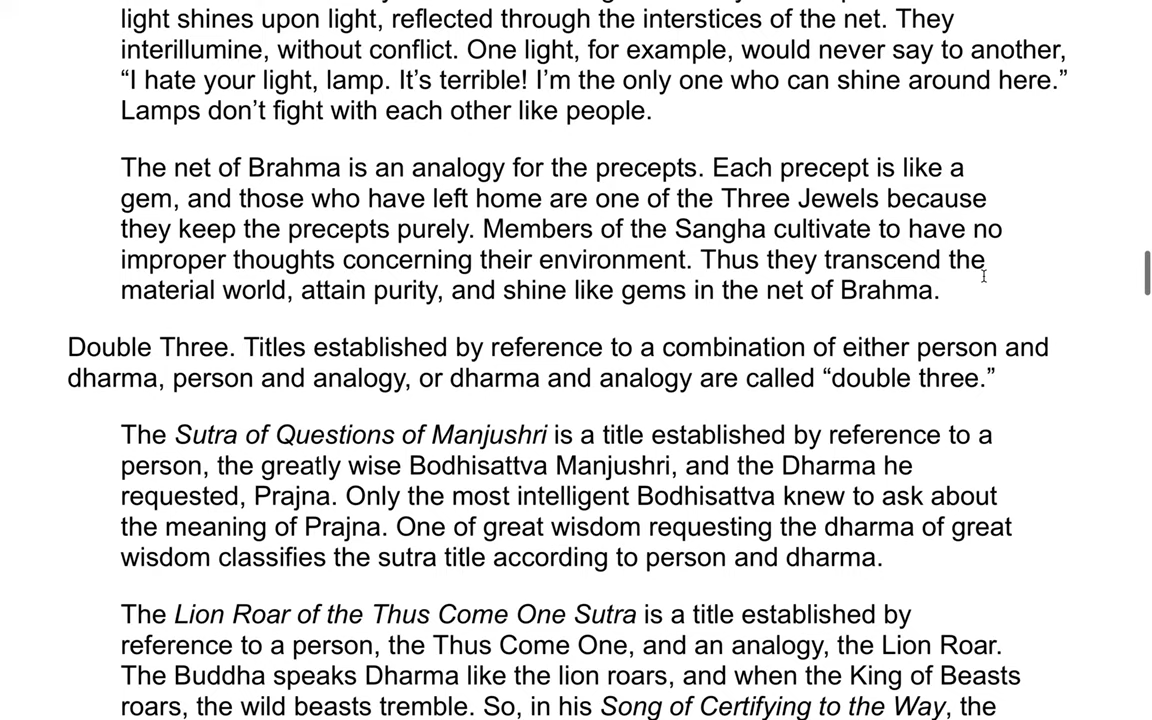 light shines upon light, reflected through the interstices of the net. They
interillumine, without conflict. One light, for example, would never say to another,
“I hate your light, lamp. It’s terrible! I’m the only one who can shine around here.”
Lamps don’t fight with each other like people.
The net of Brahma is an analogy for the precepts. Each precept is like a
gem, and those who have left home are one of the Three Jewels because
they keep the precepts purely. Members of the Sangha cultivate to have no
improper thoughts concerning their environment. Thus they transcend the
material world, attain purity, and shine like gems in the net of Brahma.
Double Three. Titles established by reference to a combination of either person and
dharma, person and analogy, or dharma and analogy are called “double three.”
The Sutra of Questions of Manjushri is a title established by reference to a
person, the greatly wise Bodhisattva Manjushri, and the Dharma he
requested, Prajna. Only the most intelligent Bodhisattva knew to ask about
the meaning of Prajna. One of great wisdom requesting the dharma of great
wisdom classifies the sutra title according to person and dharma.
The Lion Roar of the Thus Come One Sutra is a title established by
reference to a person, the Thus Come One, and an analogy, the Lion Roar.
The Buddha speaks Dharma like the lion roars, and when the King of Beasts
roars, the wild beasts tremble. So, in his Song of Certifying to the Way, the